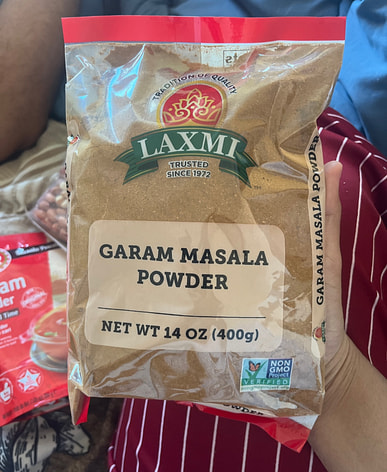 TRADITION OF QUALITY
LAXMI
TRUSTED
SINCE 1972
GARAM MASALA
POWDER
NET WT 14 OZ (400g)
NON
GMO
Project
VERIFIED
GARAM MASALA POWDER
POWDER